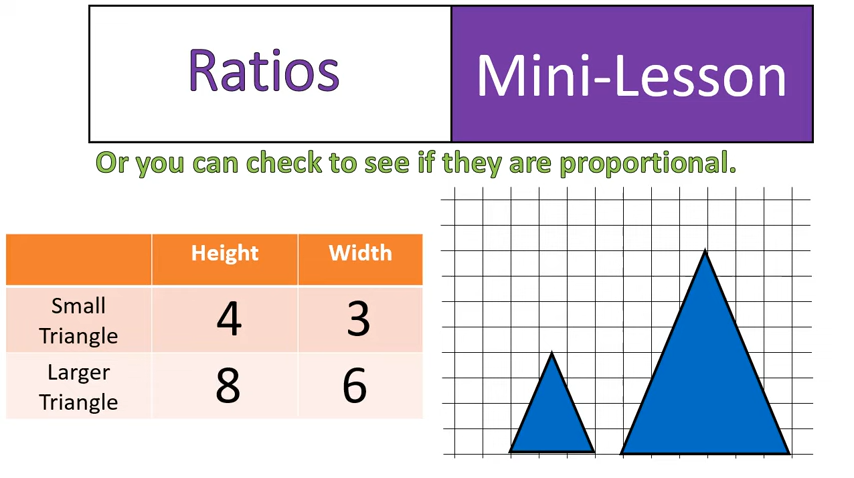 Ratios
Mini-Lesson
Or you can check to see if they are proportional.
Height Width
Small Triangle 4 3
Larger Triangle 8 6